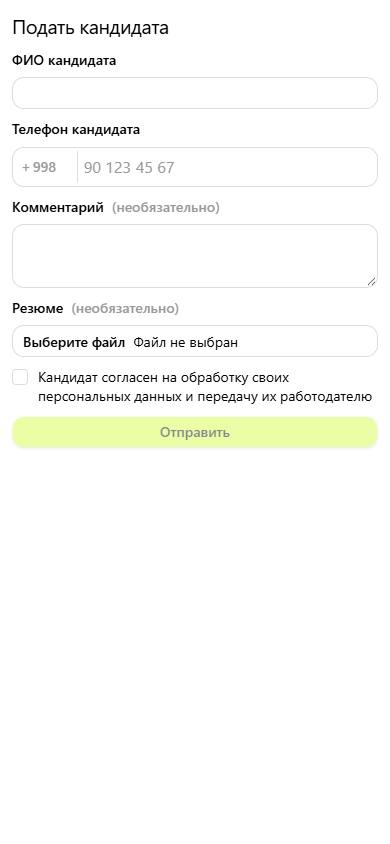 Подать кандидата
ФИО кандидата
Телефон кандидата
+ 998 90 123 45 67
Комментарий (необязательно)
Резюме (необязательно)
Выберите файл Файл не выбран
Кандидат согласен на обработку своих
персональных данных и передачу их работодателю
Отправить